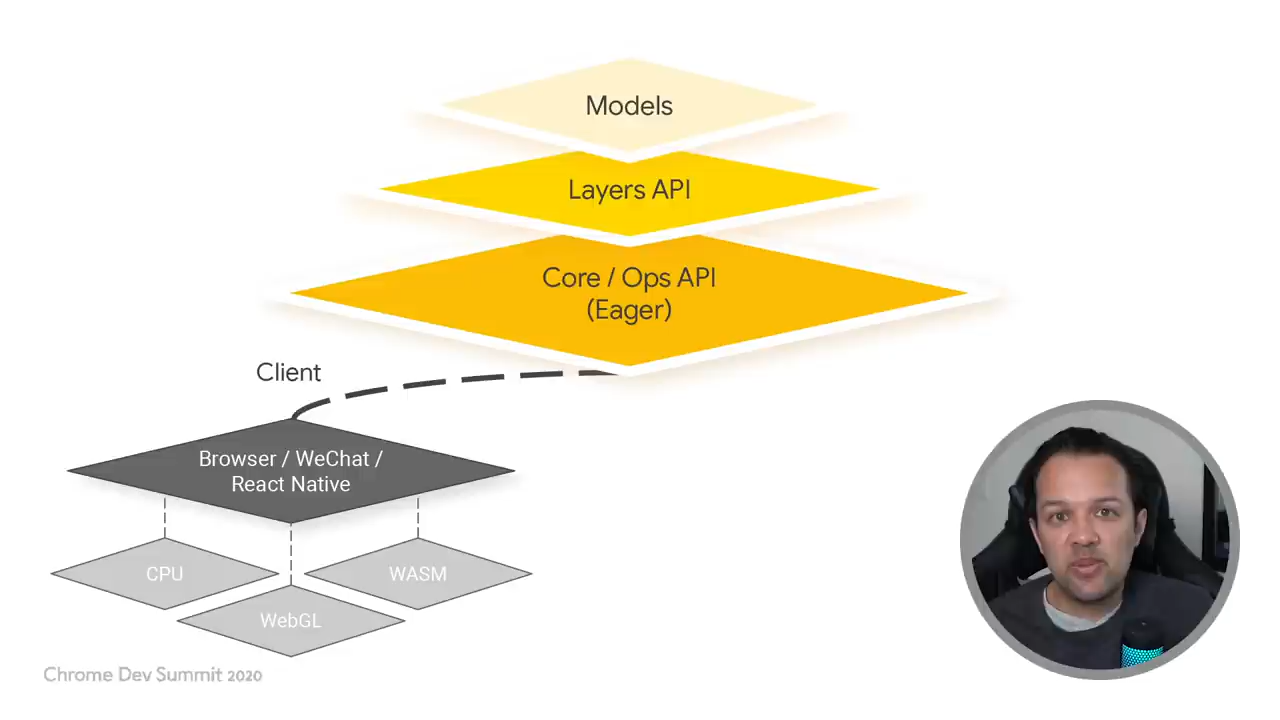 Models
Layers API
Core / Ops API
(Eager)
Client
Browser / WeChat /
React Native
CPU
WASM
WebGL
Chrome Dev Summit 2020